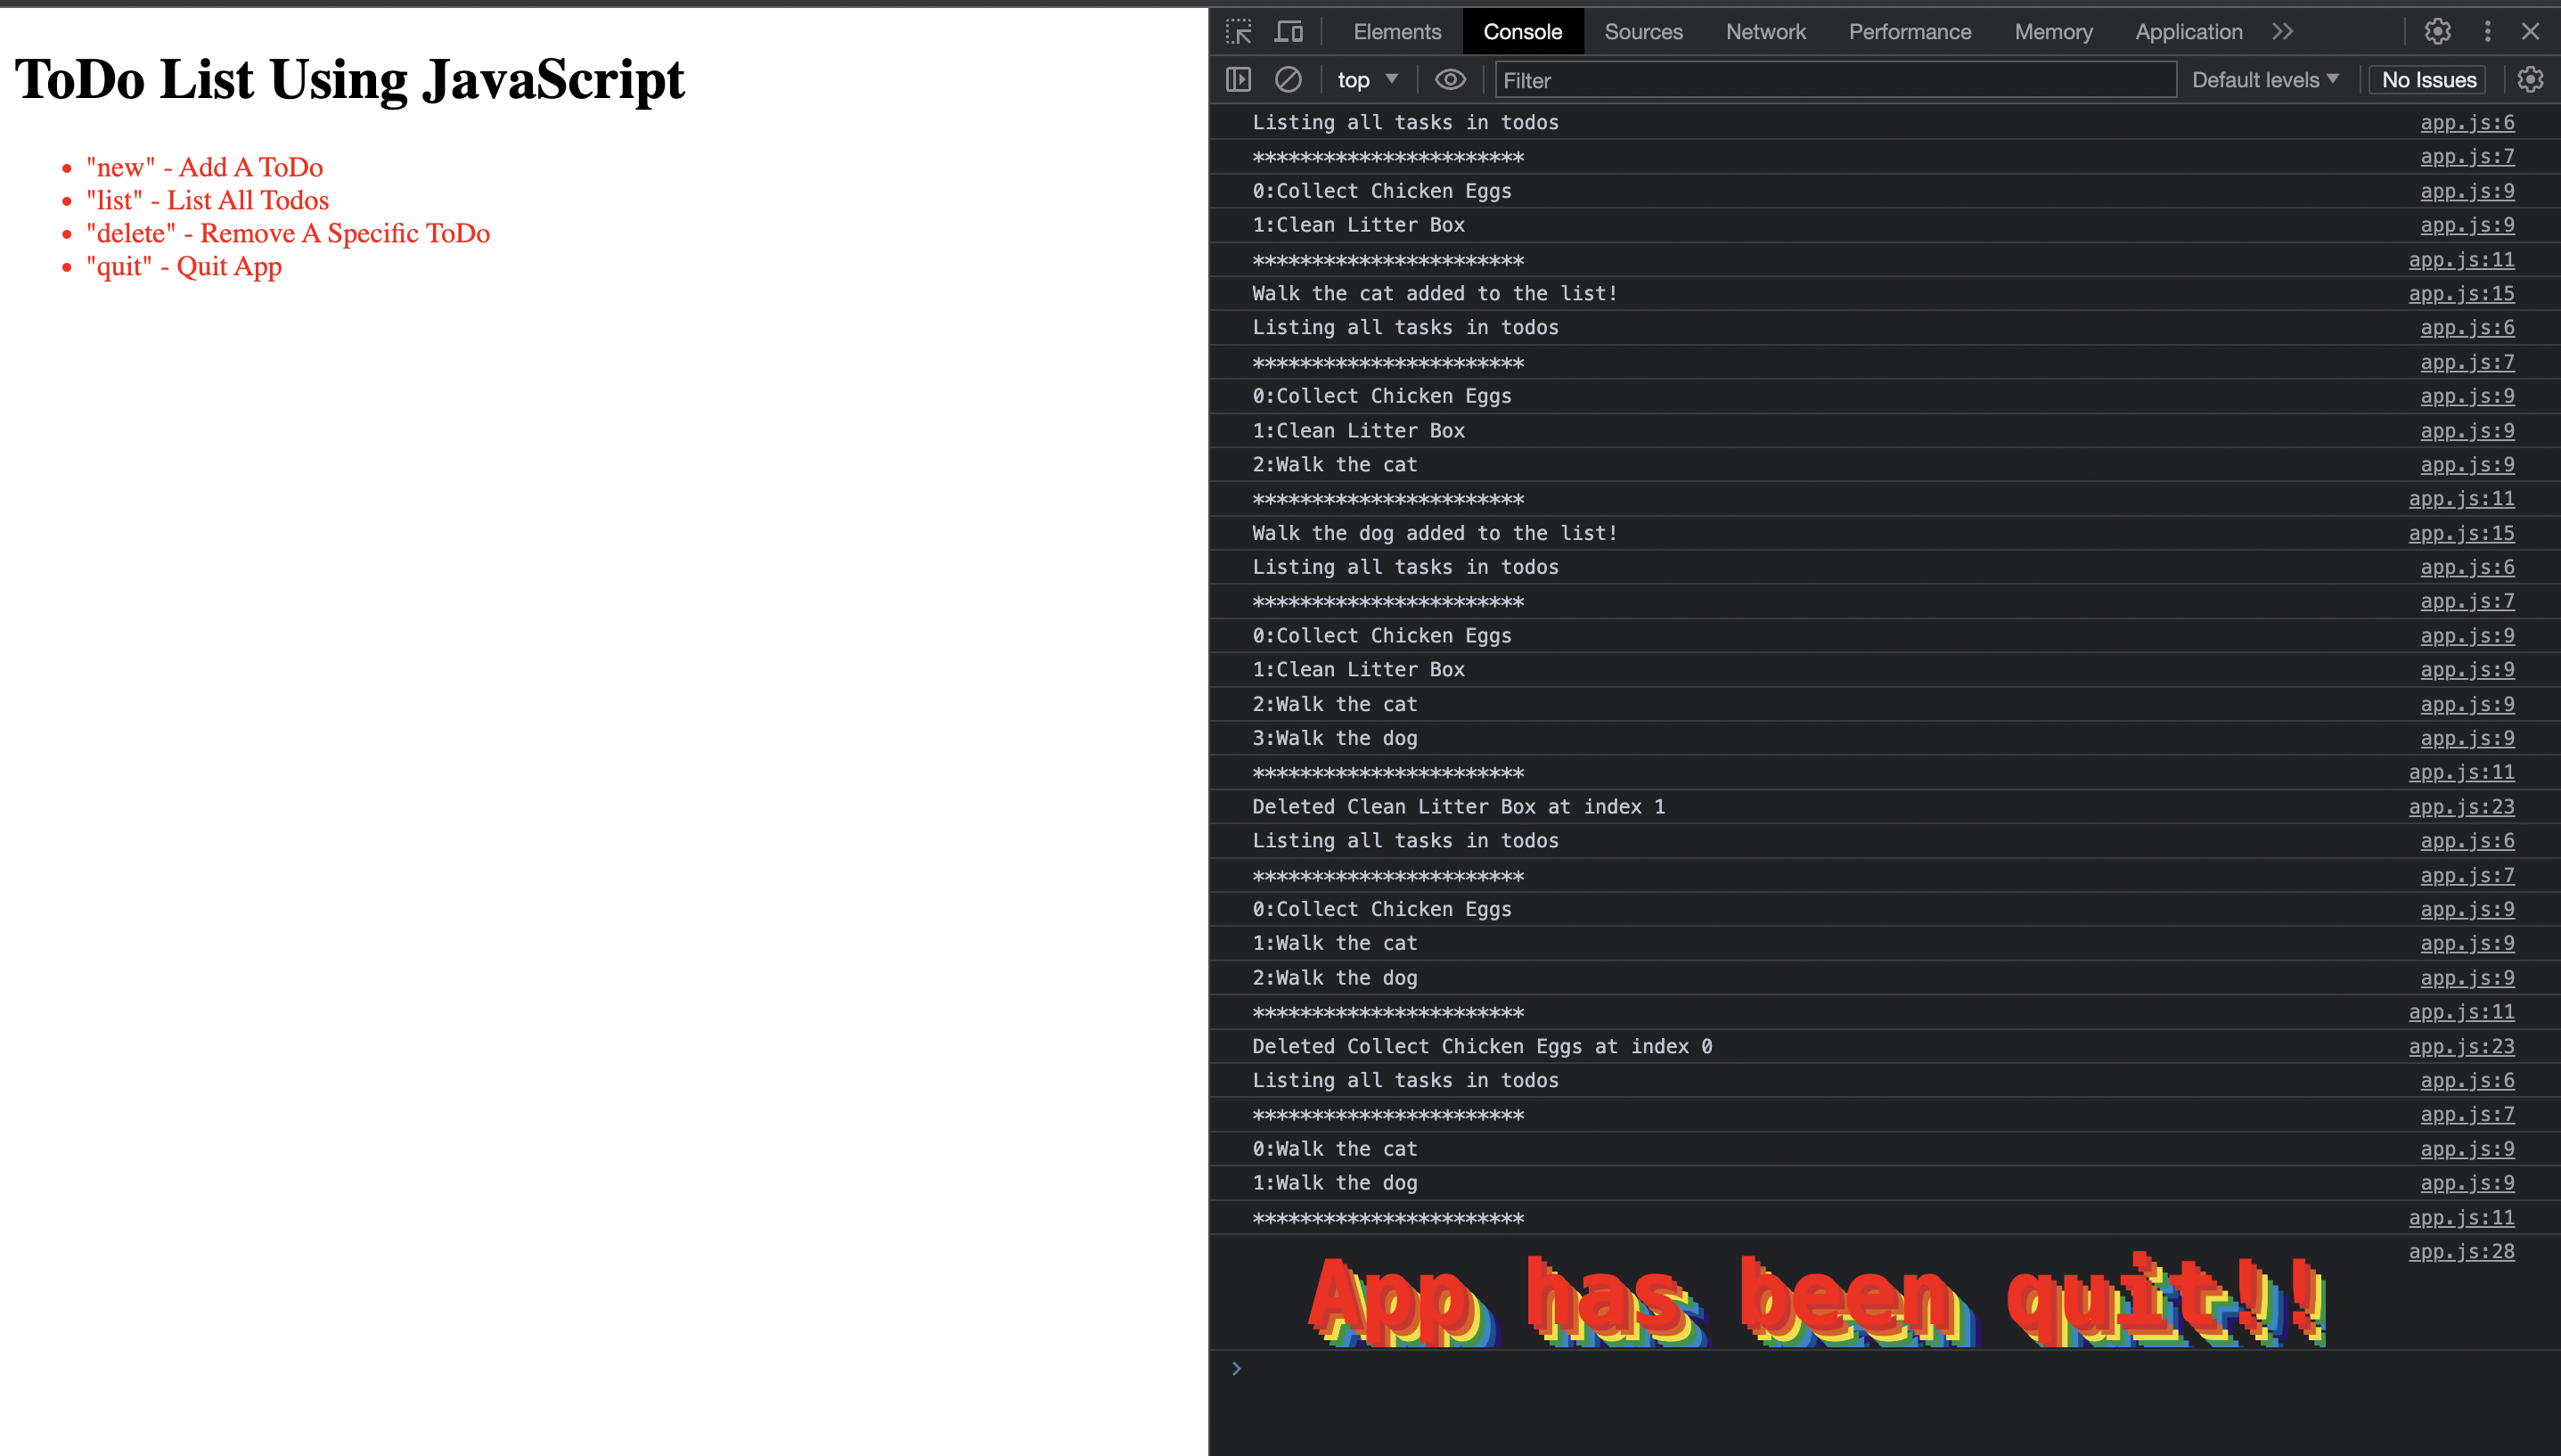 ToDo List Using JavaScript
"new" - Add A ToDo
"list" - List All Todos
"delete" - Remove A Specific ToDo
"quit" - Quit App
Elements Console Sources Network Performance Memory Application
top Filter Default levels No Issues
Listing all tasks in todos app.js:6
*********************** app.js:7
0:Collect Chicken Eggs app.js:9
1:Clean Litter Box app.js:9
*********************** app.js:11
Walk the cat added to the list! app.js:15
Listing all tasks in todos app.js:6
*********************** app.js:7
0:Collect Chicken Eggs app.js:9
1:Clean Litter Box app.js:9
2:Walk the cat app.js:9
*********************** app.js:11
Walk the dog added to the list! app.js:15
Listing all tasks in todos app.js:6
*********************** app.js:7
0:Collect Chicken Eggs app.js:9
1:Clean Litter Box app.js:9
2:Walk the cat app.js:9
3:Walk the dog app.js:9
*********************** app.js:11
Deleted Clean Litter Box at index 1 app.js:23
Listing all tasks in todos app.js:6
*********************** app.js:7
0:Collect Chicken Eggs app.js:9
1:Walk the cat app.js:9
2:Walk the dog app.js:9
*********************** app.js:11
Deleted Collect Chicken Eggs at index 0 app.js:23
Listing all tasks in todos app.js:6
*********************** app.js:7
0:Walk the cat app.js:9
1:Walk the dog app.js:9
*********************** app.js:11
App has been quit!! app.js:28